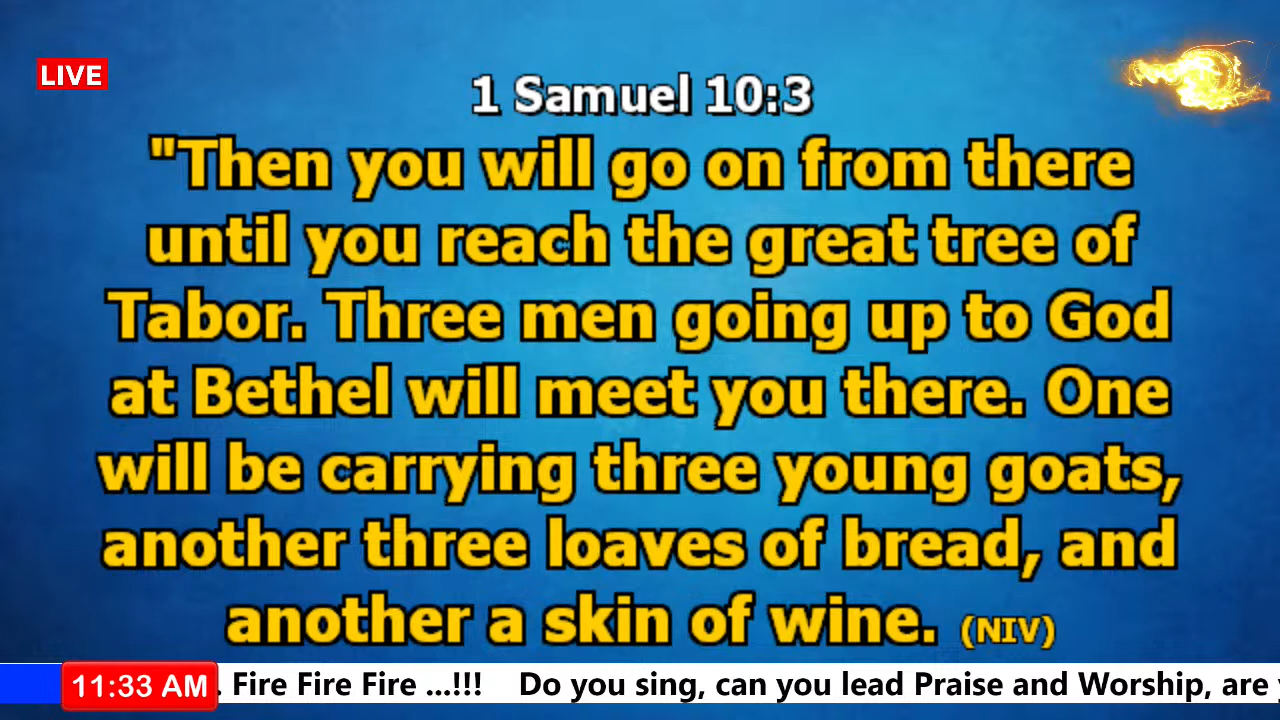 LIVE
1 Samuel 10:3
"Then you will go on from there
until you reach the great tree of
Tabor. Three men going up to God
at Bethel will meet you there. One
will be carrying three young goats,
another three loaves of bread, and
another a skin of wine. (NIV)
11:33 AM . Fire Fire Fire ...!!! Do you sing, can you lead Praise and Worship, are